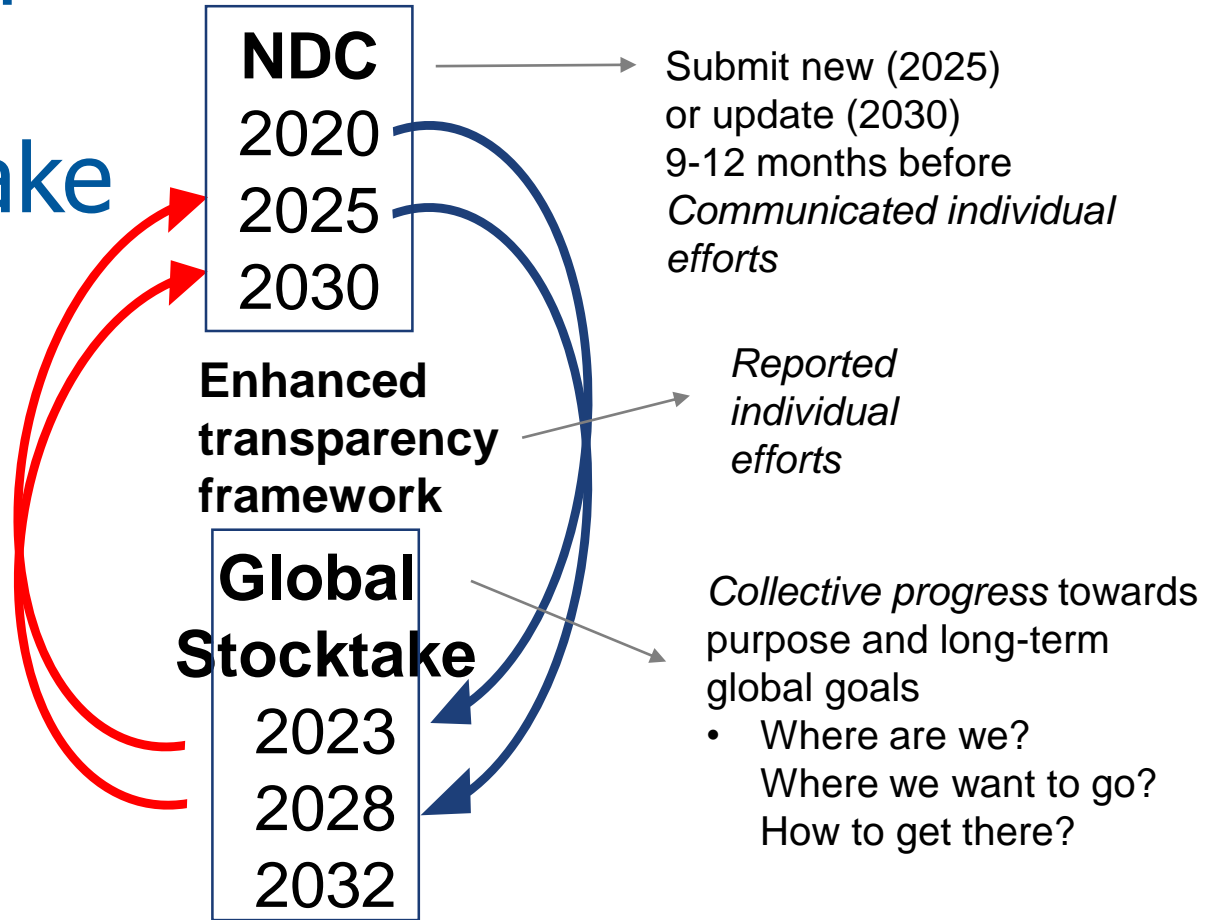 ake
NDC
2020
2025
2030
Submit new (2025)
or update (2030)
9-12 months before
Communicated individual
efforts
Enhanced
transparency
framework
Reported
individual
efforts
Global
Stocktake
2023
2028
2032
Collective progress towards
purpose and long-term
global goals
• Where are we?
Where we want to go?
How to get there?